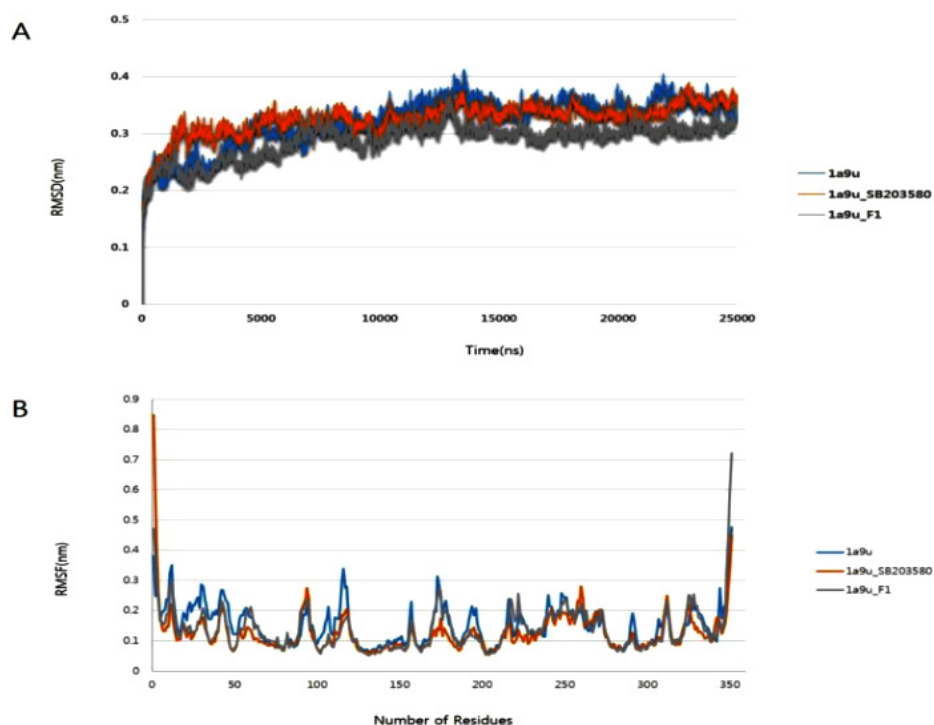 A
0.5
0.4
0.3
0.2
0.1
0
RMSD(nm)
0 5000 10000 15000 20000 25000
Time(ns)
1a9u
1a9u_SB203580
1a9u_F1
B
0.9
0.8
0.7
0.6
0.5
0.4
0.3
0.2
0.1
0
RMSF(nm)
0 50 100 150 200 250 300 350
Number of Residues
1a9u
1a9u_SB203580
1a9u_F1